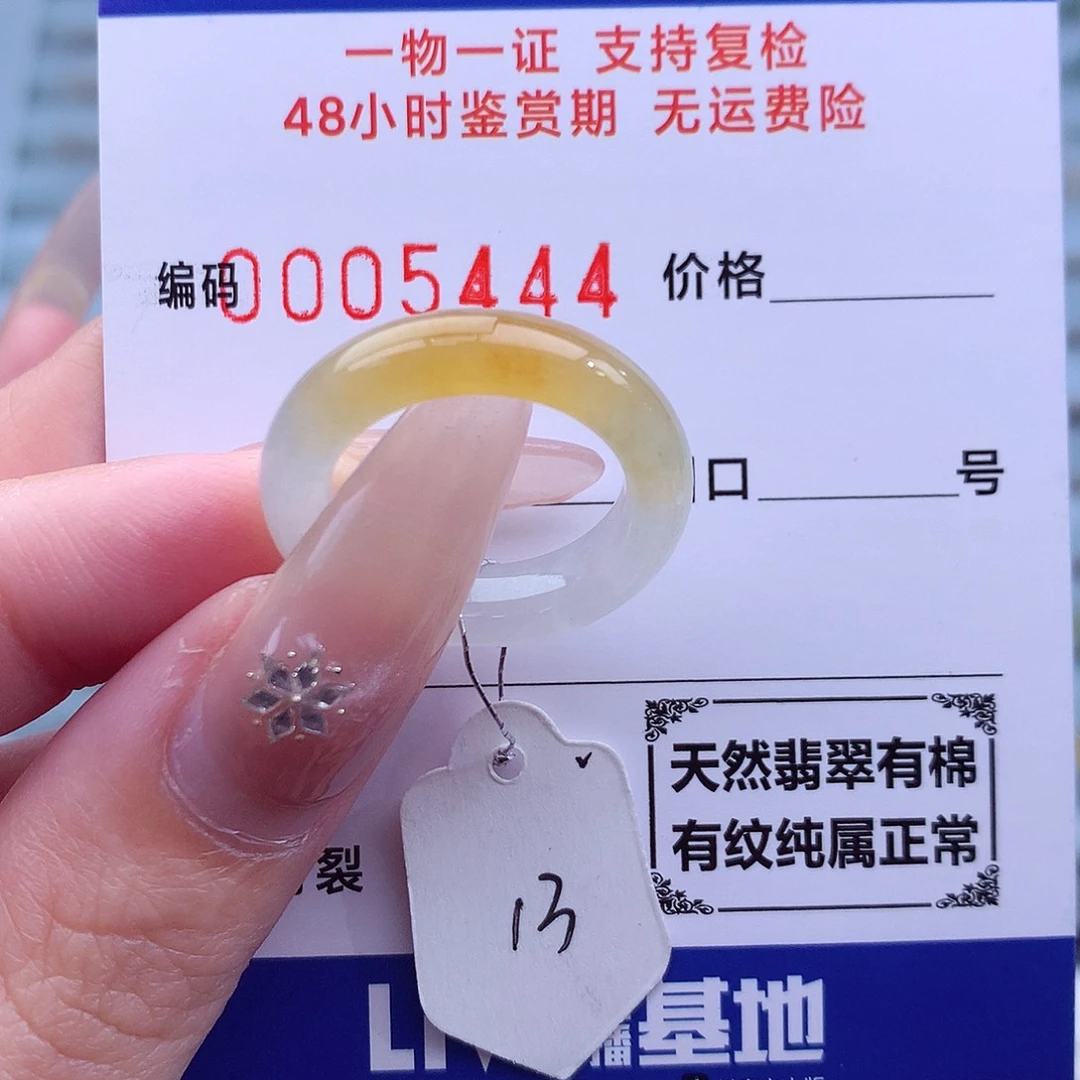 一物一证 支持复检
48小时鉴赏期 无运费险
编码0005444 价格
口 号
天然翡翠有棉
有纹纯属正常
裂
13
LIV 播基地